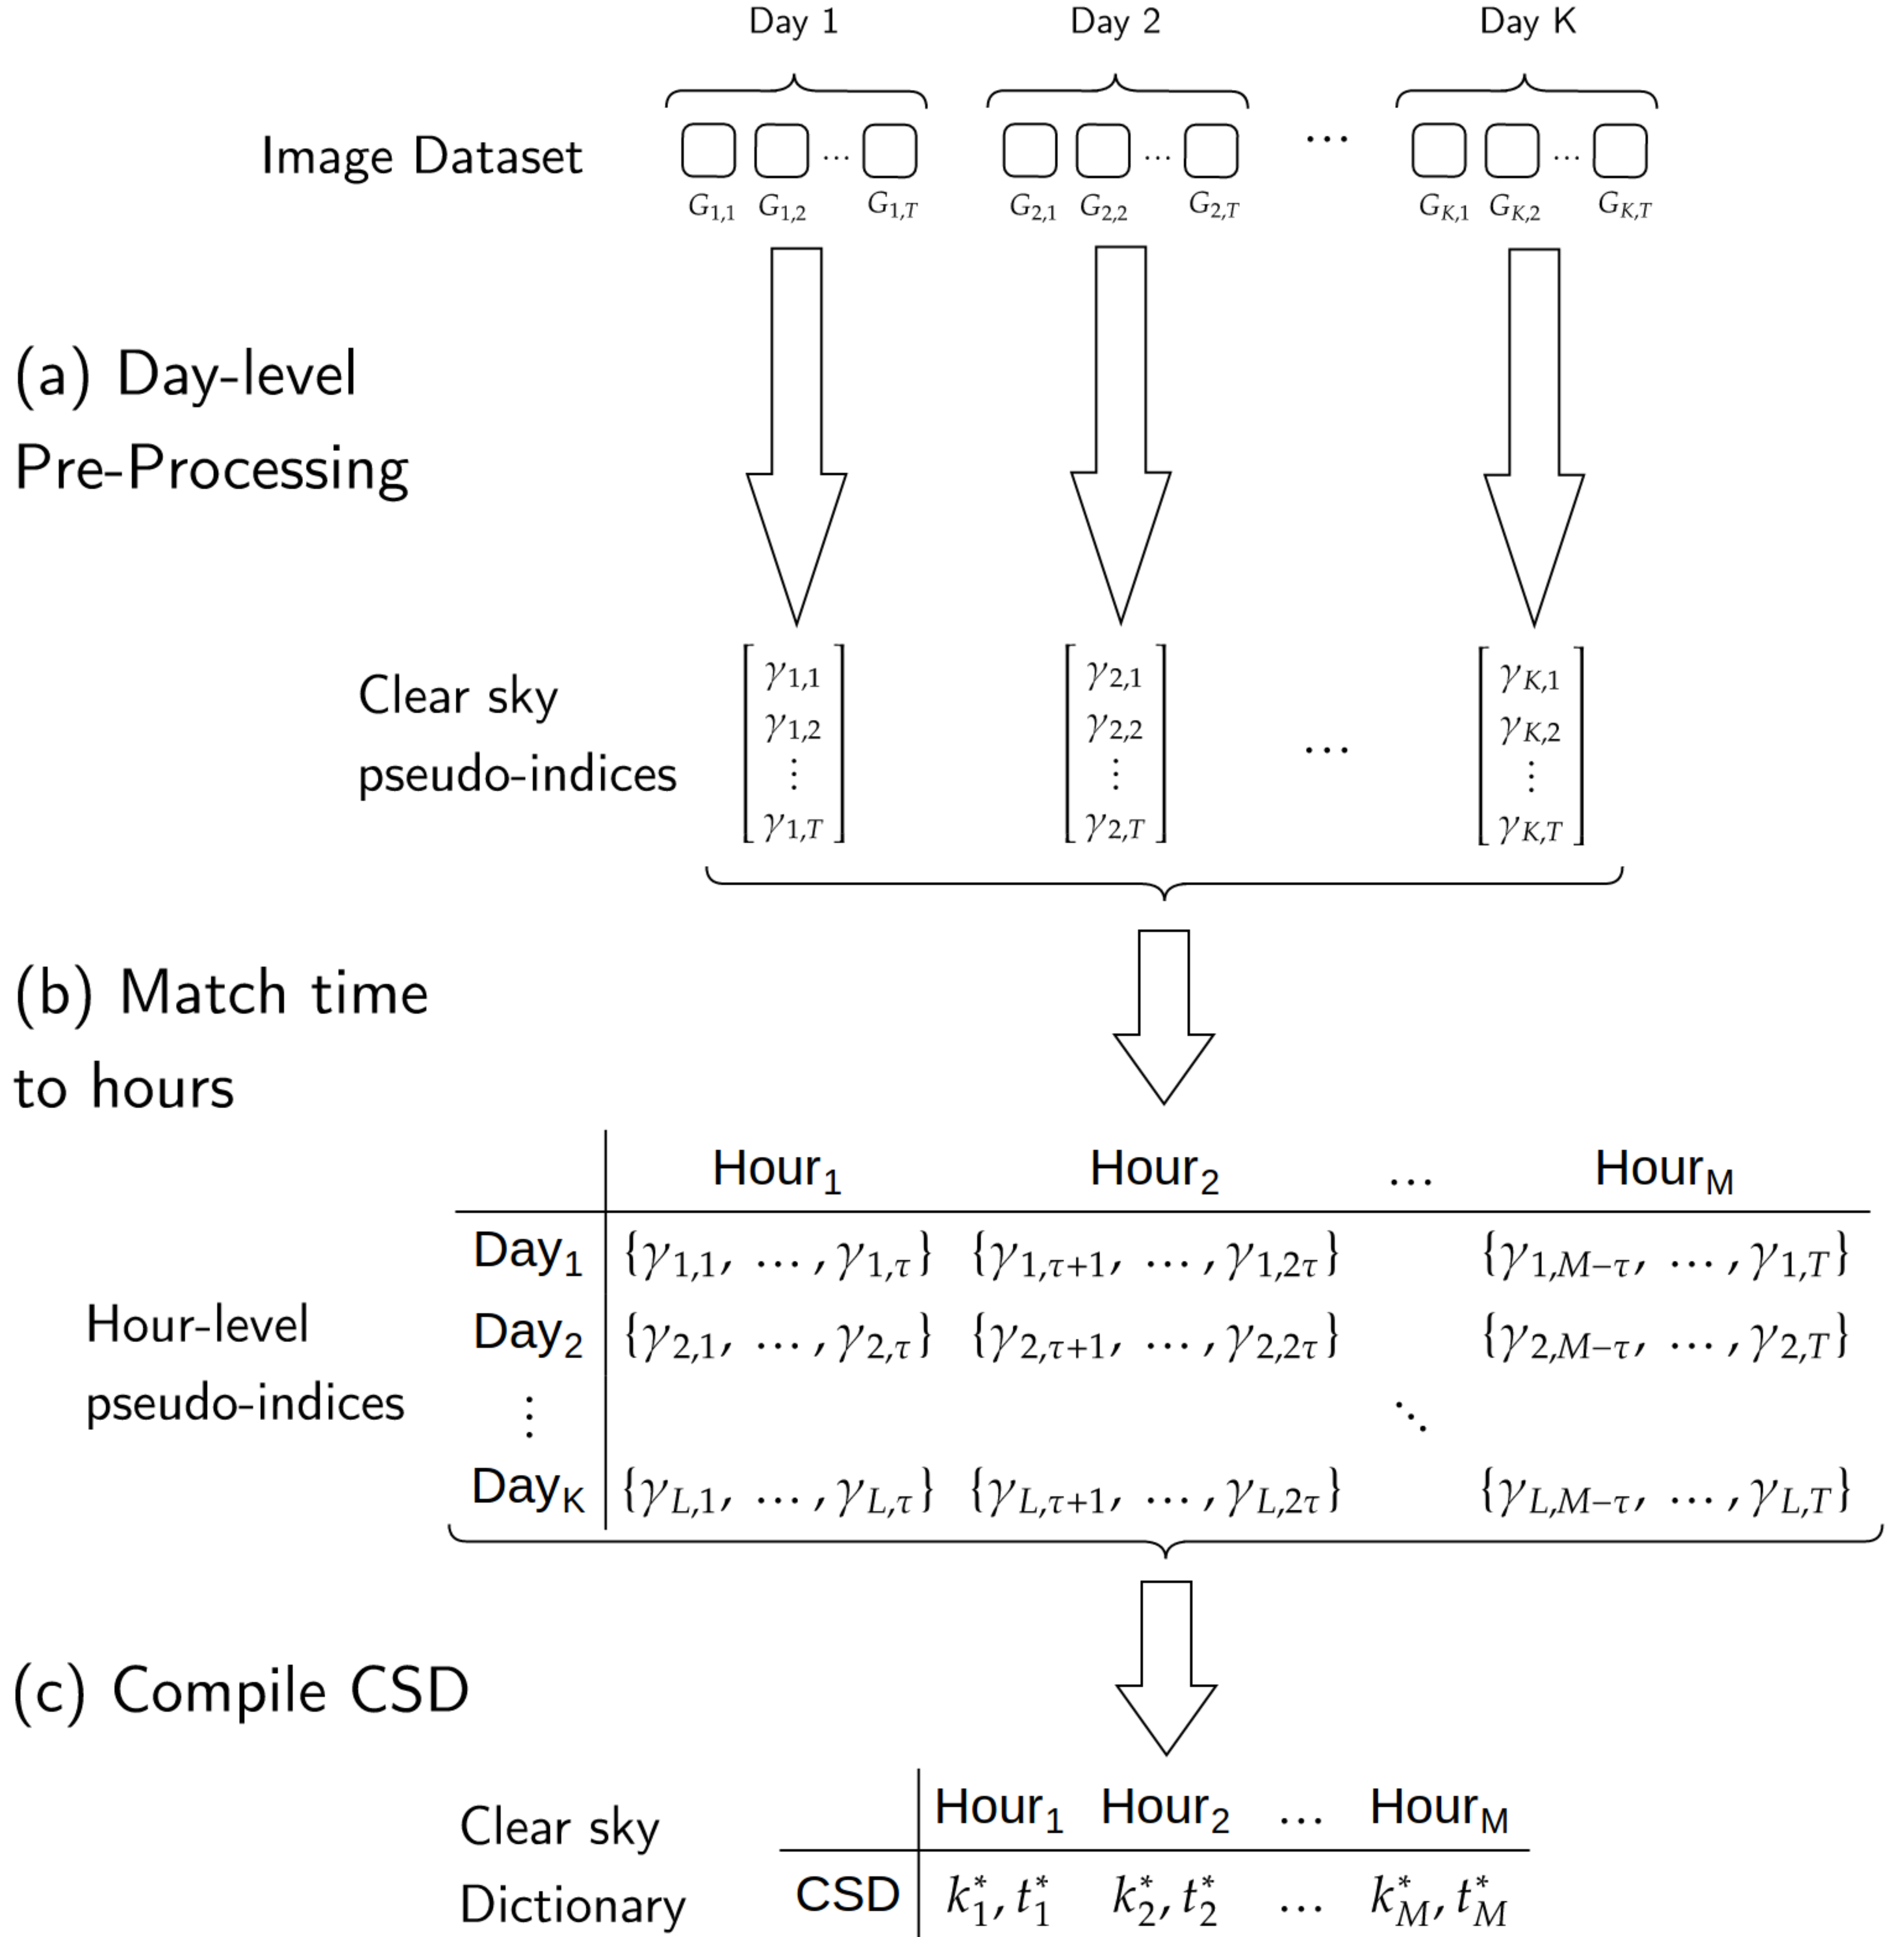 Day 1 Day 2 Day K
Image Dataset ... ... ... ...
G1,1 G1,2 G1,T G2,1 G2,2 G2,T GK,1 GK,2 GK,T
(a) Day-level
Pre-Processing
Clear sky
pseudo-indices
γ1,1 γ2,1 γK,1
γ1,2 γ2,2 γK,2
⋮ ⋮ ... ⋮
γ1,T γ2,T γK,T
(b) Match time
to hours
Hour1 Hour2 ... HourM
Day1 {γ1,1, ... , γ1,τ} {γ1,τ+1, ... , γ1,2τ} {γ1,M−τ, ... , γ1,T}
Hour-level
pseudo-indices
Day2 {γ2,1, ... , γ2,τ} {γ2,τ+1, ... , γ2,2τ} {γ2,M−τ, ... , γ2,T}
⋮ ⋱
DayK {γL,1, ... , γL,τ} {γL,τ+1, ... , γL,2τ} {γL,M−τ, ... , γL,T}
(c) Compile CSD
Clear sky
Dictionary
Hour1 Hour2 ... HourM
CSD k*1, t*1 k*2, t*2 ... k*M, t*M